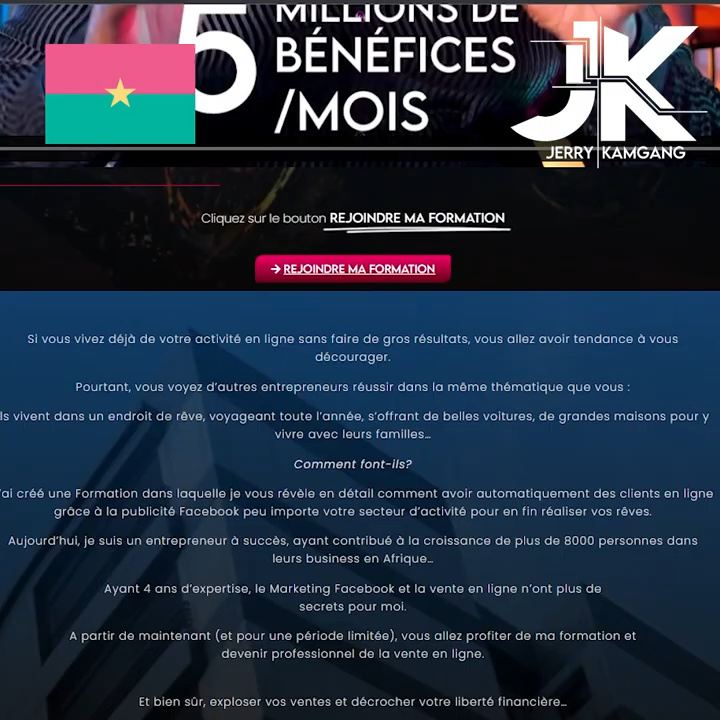 5 MILLIONS DE
BÉNÉFICES
/MOIS
JK
JERRY KAMGANG
Cliquez sur le bouton REJOINDRE MA FORMATION
→ REJOINDRE MA FORMATION
Si vous vivez déjà de votre activité en ligne sans faire de gros résultats, vous allez avoir tendance à vous
décourager.
Pourtant, vous voyez d’autres entrepreneurs réussir dans la même thématique que vous :
ls vivent dans un endroit de rêve, voyageant toute l’année, s’offrant de belles voitures, de grandes maisons pour y
vivre avec leurs familles…
Comment font-ils?
’ai créé une Formation dans laquelle je vous révèle en détail comment avoir automatiquement des clients en ligne
grâce à la publicité Facebook peu importe votre secteur d’activité pour en fin réaliser vos rêves.
Aujourd’hui, je suis un entrepreneur à succès, ayant contribué à la croissance de plus de 8000 personnes dans
leurs business en Afrique…
Ayant 4 ans d’expertise, le Marketing Facebook et la vente en ligne n’ont plus de
secrets pour moi.
A partir de maintenant (et pour une période limitée), vous allez profiter de ma formation et
devenir professionnel de la vente en ligne.
Et bien sûr, exploser vos ventes et décrocher votre liberté financière…